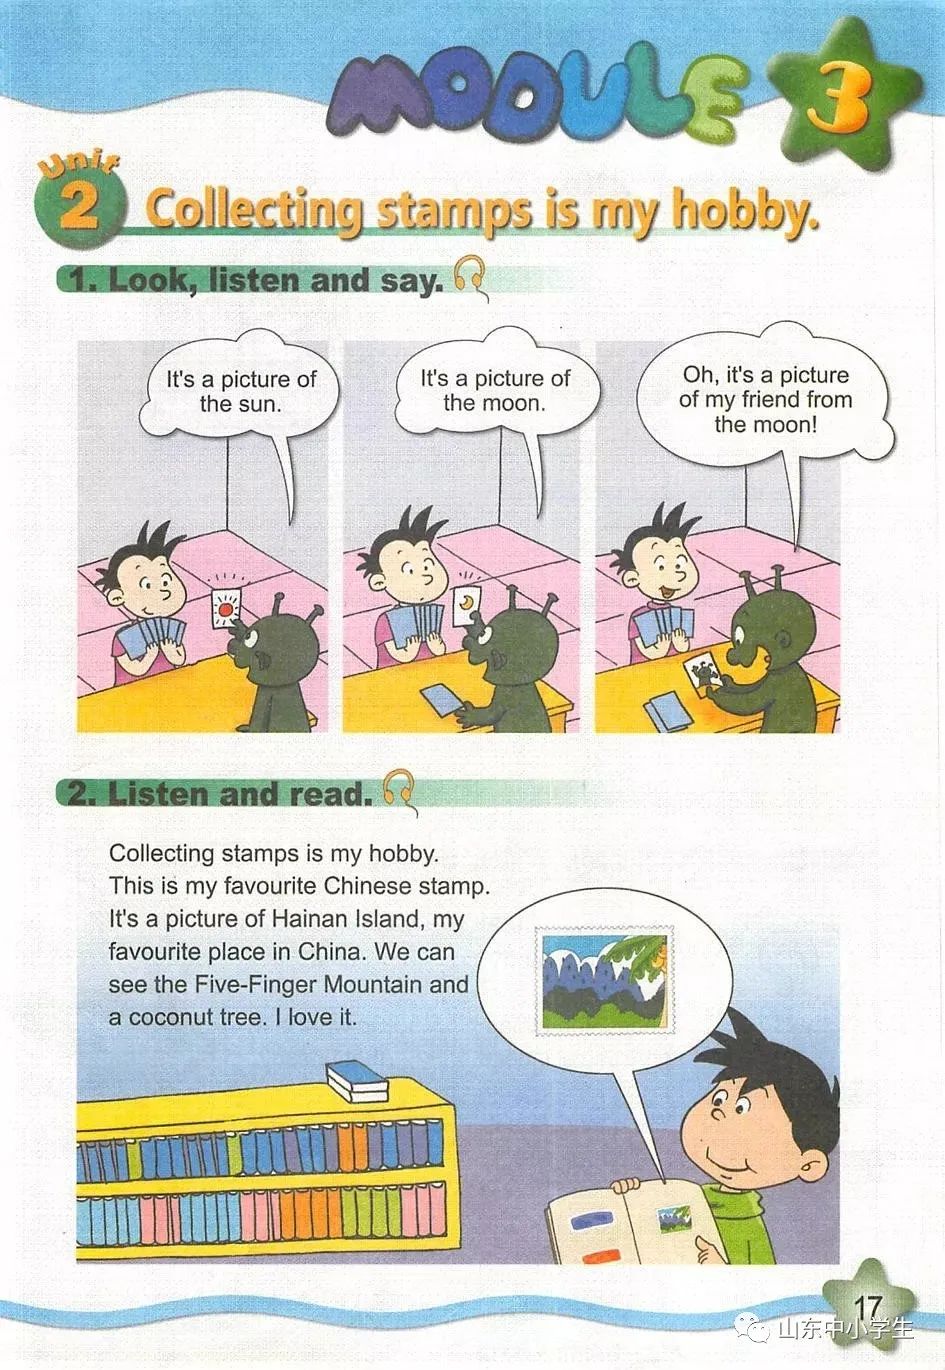 MODULE 3
Unit 2 Collecting stamps is my hobby.
1. Look, listen and say.
It's a picture of
the sun.
It's a picture of
the moon.
Oh, it's a picture
of my friend from
the moon!
2. Listen and read.
Collecting stamps is my hobby.
This is my favourite Chinese stamp.
It's a picture of Hainan Island, my
favourite place in China. We can
see the Five-Finger Mountain and
a coconut tree. I love it.
17
山东中小学生